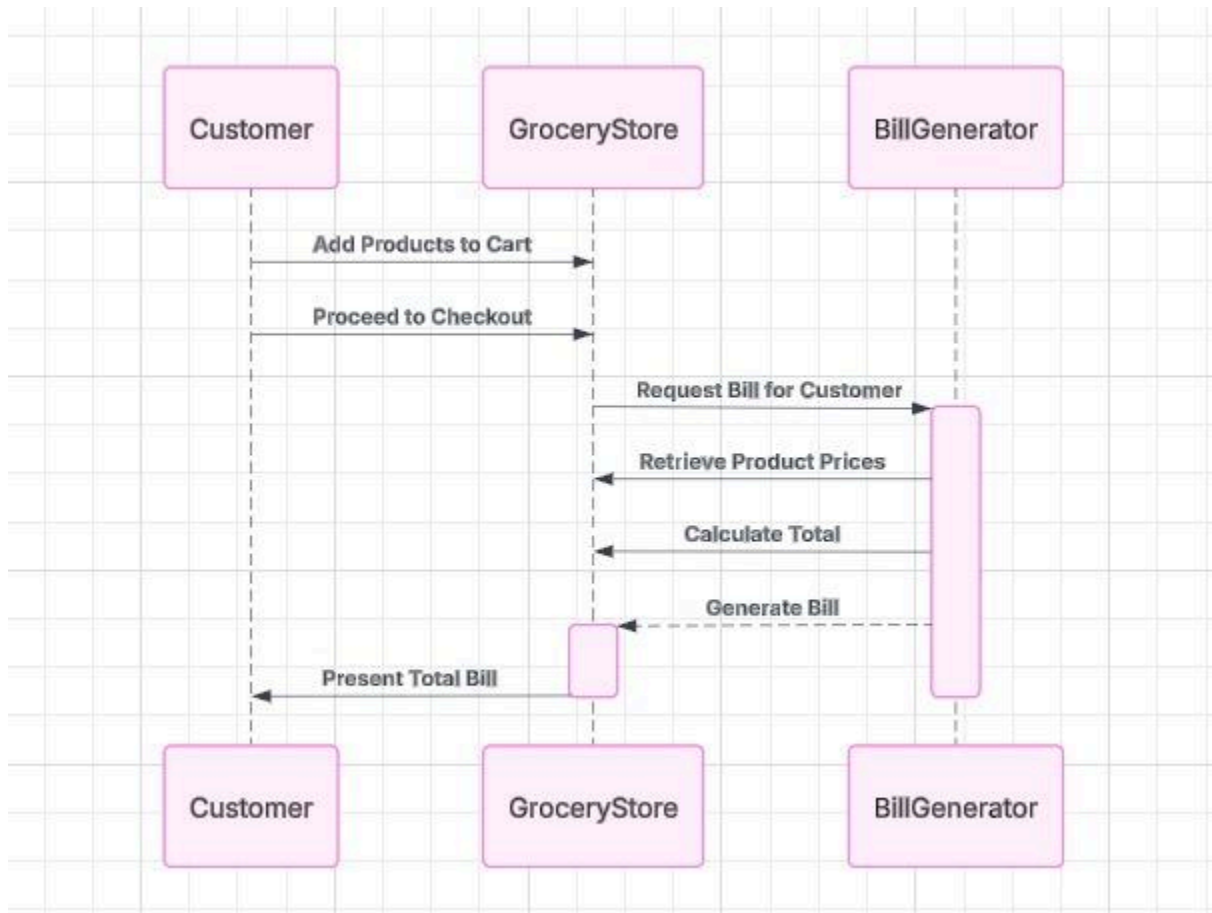 Customer
GroceryStore
BillGenerator
Add Products to Cart
Proceed to Checkout
Request Bill for Customer
Retrieve Product Prices
Calculate Total
Generate Bill
Present Total Bill
Customer
GroceryStore
BillGenerator